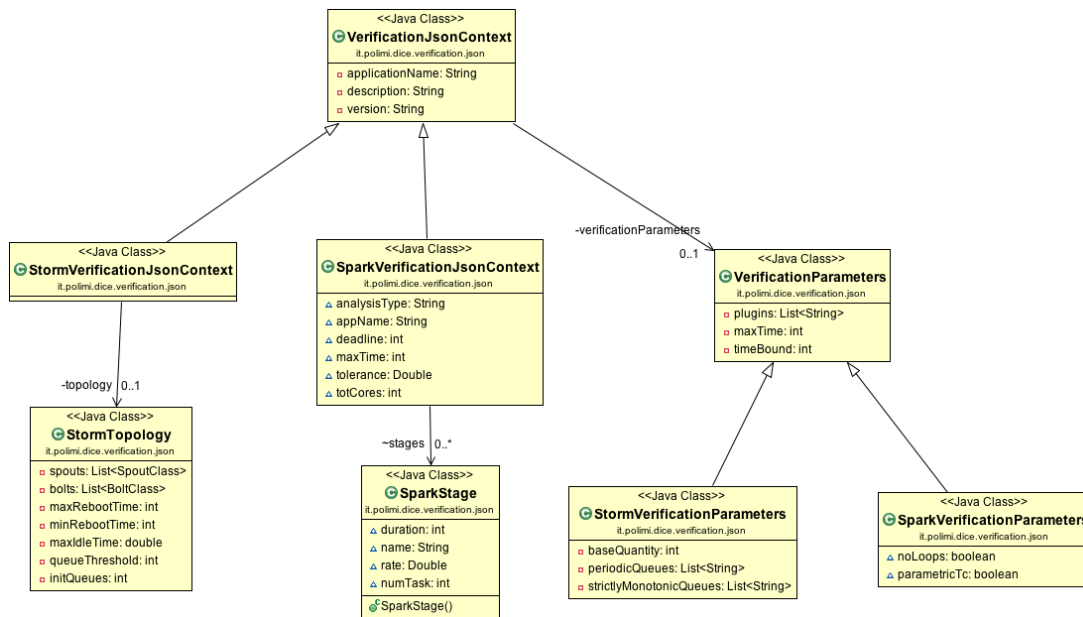 <<Java Class>>
VerificationJsonContext
it.polimi.dice.verification.json
applicationName: String
description: String
version: String
-verificationParameters
0..1
<<Java Class>>
StormVerificationJsonContext
it.polimi.dice.verification.json
<<Java Class>>
SparkVerificationJsonContext
it.polimi.dice.verification.json
analysisType: String
appName: String
deadline: int
maxTime: int
tolerance: Double
totCores: int
<<Java Class>>
VerificationParameters
it.polimi.dice.verification.json
plugins: List<String>
maxTime: int
timeBound: int
-topology 0..1
~stages 0..*
<<Java Class>>
StormTopology
it.polimi.dice.verification.json
spouts: List<SpoutClass>
bolts: List<BoltClass>
maxRebootTime: int
minRebootTime: int
maxIdleTime: double
queueThreshold: int
initQueues: int
<<Java Class>>
SparkStage
it.polimi.dice.verification.json
duration: int
name: String
rate: Double
numTask: int
SparkStage()
<<Java Class>>
StormVerificationParameters
it.polimi.dice.verification.json
baseQuantity: int
periodicQueues: List<String>
strictlyMonotonicQueues: List<String>
<<Java Class>>
SparkVerificationParameters
it.polimi.dice.verification.json
noLoops: boolean
parametricTc: boolean